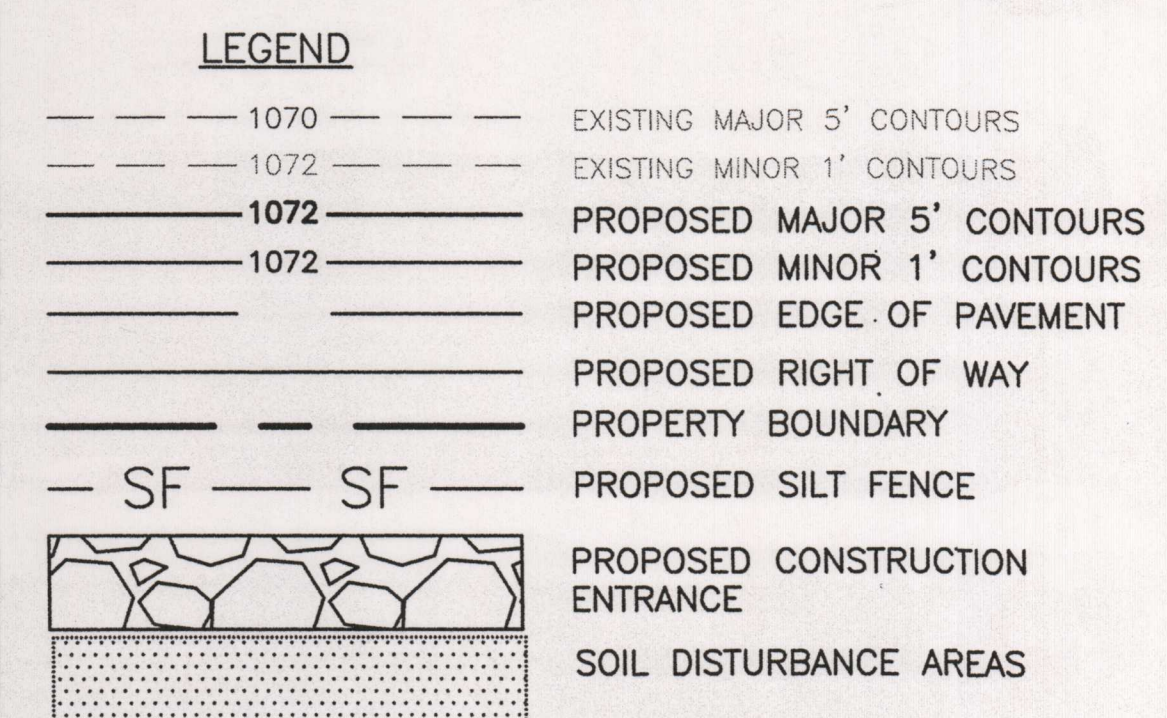 LEGEND
1070 EXISTING MAJOR 5' CONTOURS
1072 EXISTING MINOR 1' CONTOURS
1072 PROPOSED MAJOR 5' CONTOURS
1072 PROPOSED MINOR 1' CONTOURS
PROPOSED EDGE OF PAVEMENT
PROPOSED RIGHT OF WAY
PROPERTY BOUNDARY
SF SF PROPOSED SILT FENCE
PROPOSED CONSTRUCTION
ENTRANCE
SOIL DISTURBANCE AREAS